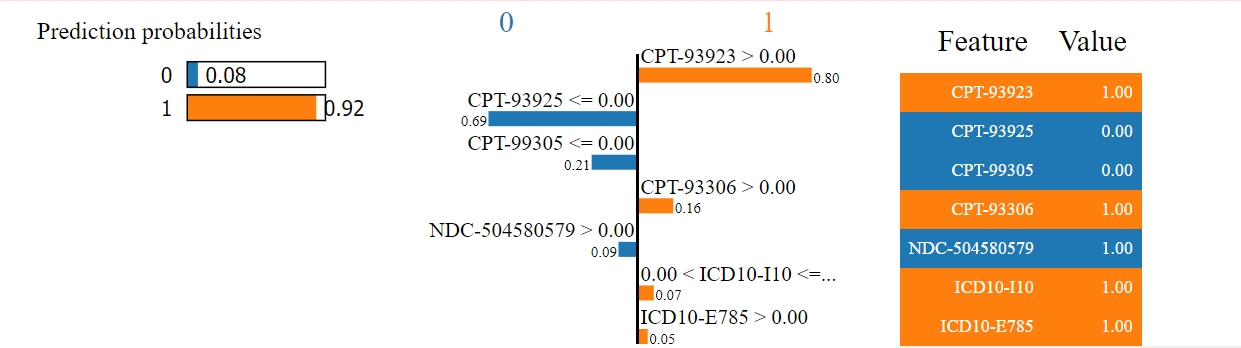 Prediction probabilities
0 0.08
1 0.92
0 1
CPT-93923 > 0.00
0.80
CPT-93925 <= 0.00
0.69
CPT-99305 <= 0.00
0.21
CPT-93306 > 0.00
0.16
NDC-504580579 > 0.00
0.09
0.00 < ICD10-I10 <=...
0.07
ICD10-E785 > 0.00
0.05
Feature Value
CPT-93923 1.00
CPT-93925 0.00
CPT-99305 0.00
CPT-93306 1.00
NDC-504580579 1.00
ICD10-I10 1.00
ICD10-E785 1.00